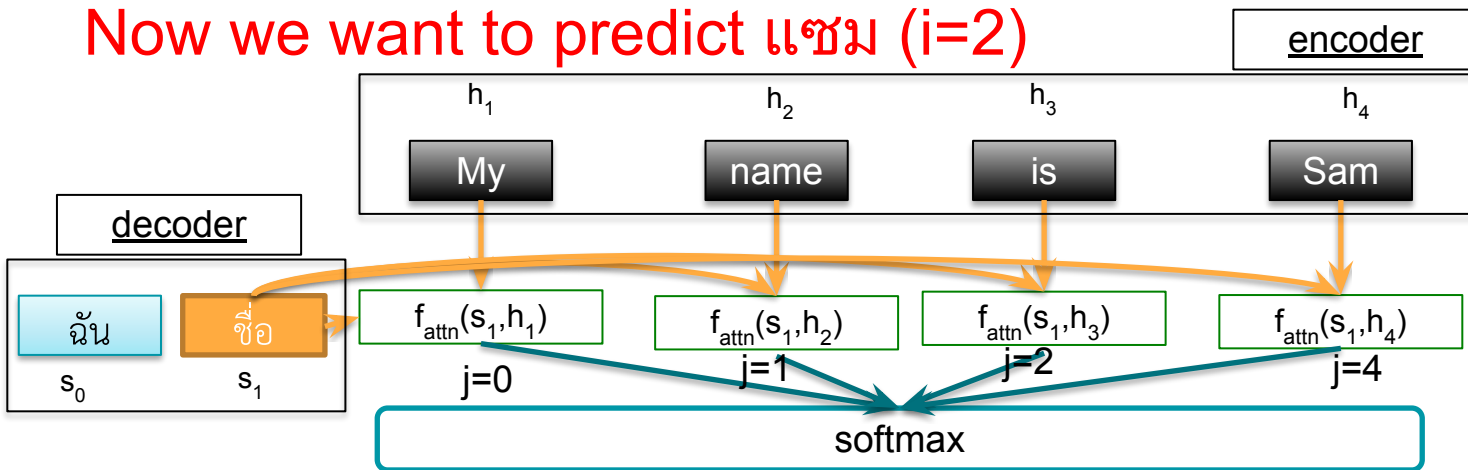 Now we want to predict แซม (i=2)
encoder
h1 h2 h3 h4
My name is Sam
decoder
ฉัน ชื่อ
s0 s1
fattn(s1,h1) fattn(s1,h2) fattn(s1,h3) fattn(s1,h4)
j=0 j=1 j=2 j=4
softmax